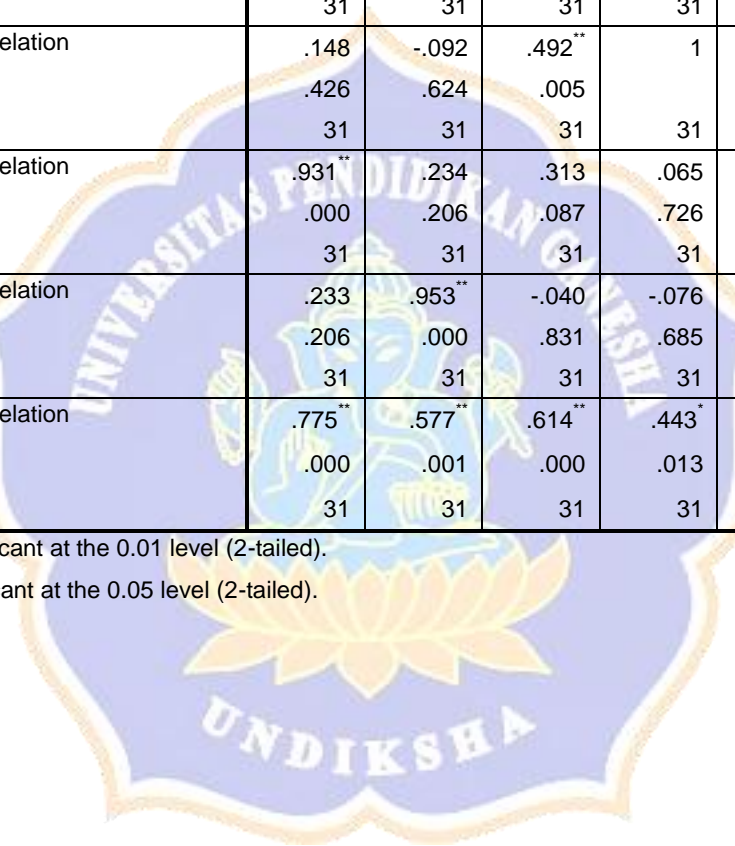 31 31 31 31
elation .148 -.092 .492** 1
.426 .624 .005
31 31 31 31
elation .931** .234 .313 .065
.000 .206 .087 .726
31 31 31 31
elation .233 .953** -.040 -.076
.206 .000 .831 .685
31 31 31 31
elation .775** .577** .614** .443*
.000 .001 .000 .013
31 31 31 31
cant at the 0.01 level (2-tailed).
ant at the 0.05 level (2-tailed).
UNIVERSITAS PENDIDIKAN GANESHA
UNDIKSHA